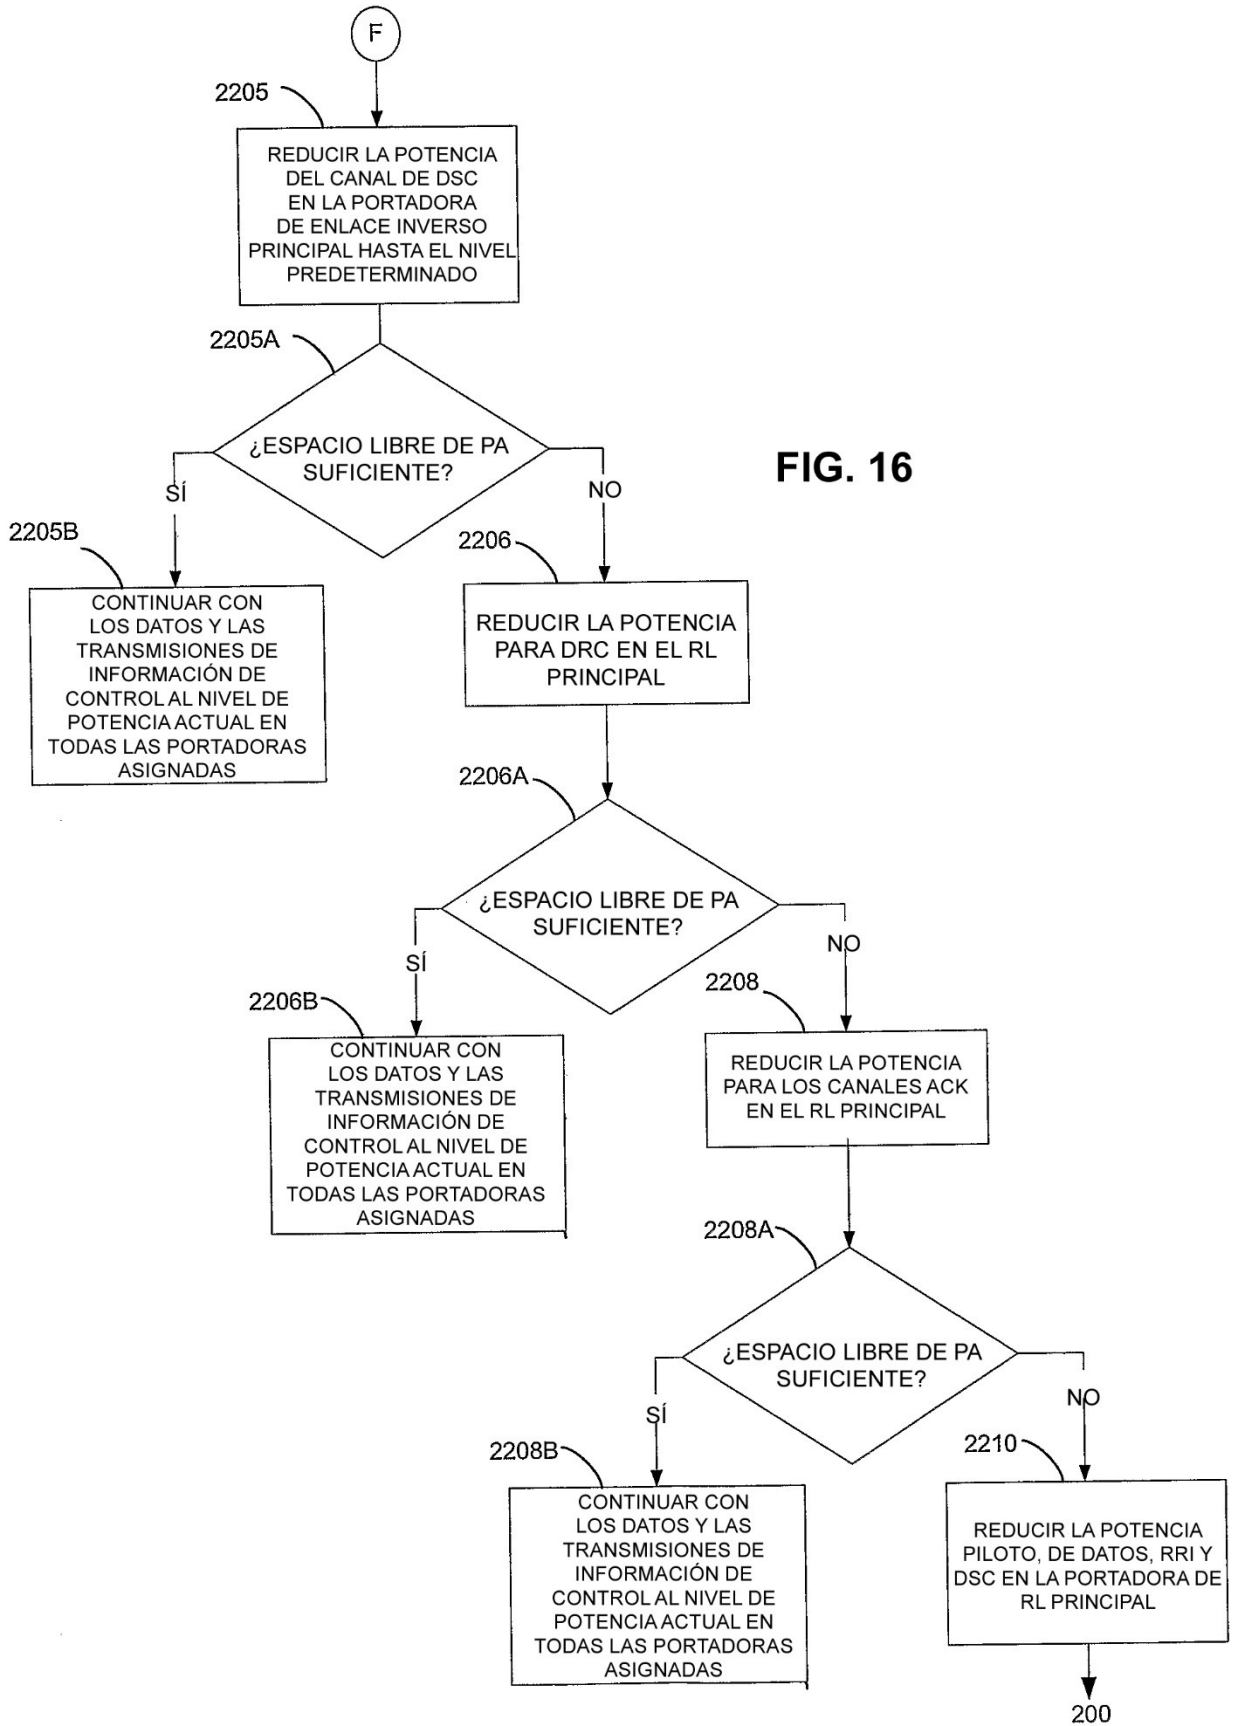 F
2205
REDUCIR LA POTENCIA
DEL CANAL DE DSC
EN LA PORTADORA
DE ENLACE INVERSO
PRINCIPAL HASTA EL NIVEL
PREDETERMINADO
2205A
¿ESPACIO LIBRE DE PA
SUFICIENTE?
FIG. 16
SÍ
NO
2205B
CONTINUAR CON
LOS DATOS Y LAS
TRANSMISIONES DE
INFORMACIÓN DE
CONTROL AL NIVEL DE
POTENCIA ACTUAL EN
TODAS LAS PORTADORAS
ASIGNADAS
2206
REDUCIR LA POTENCIA
PARA DRC EN EL RL
PRINCIPAL
2206A
¿ESPACIO LIBRE DE PA
SUFICIENTE?
SÍ
NO
2206B
CONTINUAR CON
LOS DATOS Y LAS
TRANSMISIONES DE
INFORMACIÓN DE
CONTROL AL NIVEL DE
POTENCIA ACTUAL EN
TODAS LAS PORTADORAS
ASIGNADAS
2208
REDUCIR LA POTENCIA
PARA LOS CANALES ACK
EN EL RL PRINCIPAL
2208A
¿ESPACIO LIBRE DE PA
SUFICIENTE?
SÍ
NO
2208B
CONTINUAR CON
LOS DATOS Y LAS
TRANSMISIONES DE
INFORMACIÓN DE
CONTROL AL NIVEL DE
POTENCIA ACTUAL EN
TODAS LAS PORTADORAS
ASIGNADAS
2210
REDUCIR LA POTENCIA
PILOTO, DE DATOS, RRI Y
DSC EN LA PORTADORA DE
RL PRINCIPAL
200